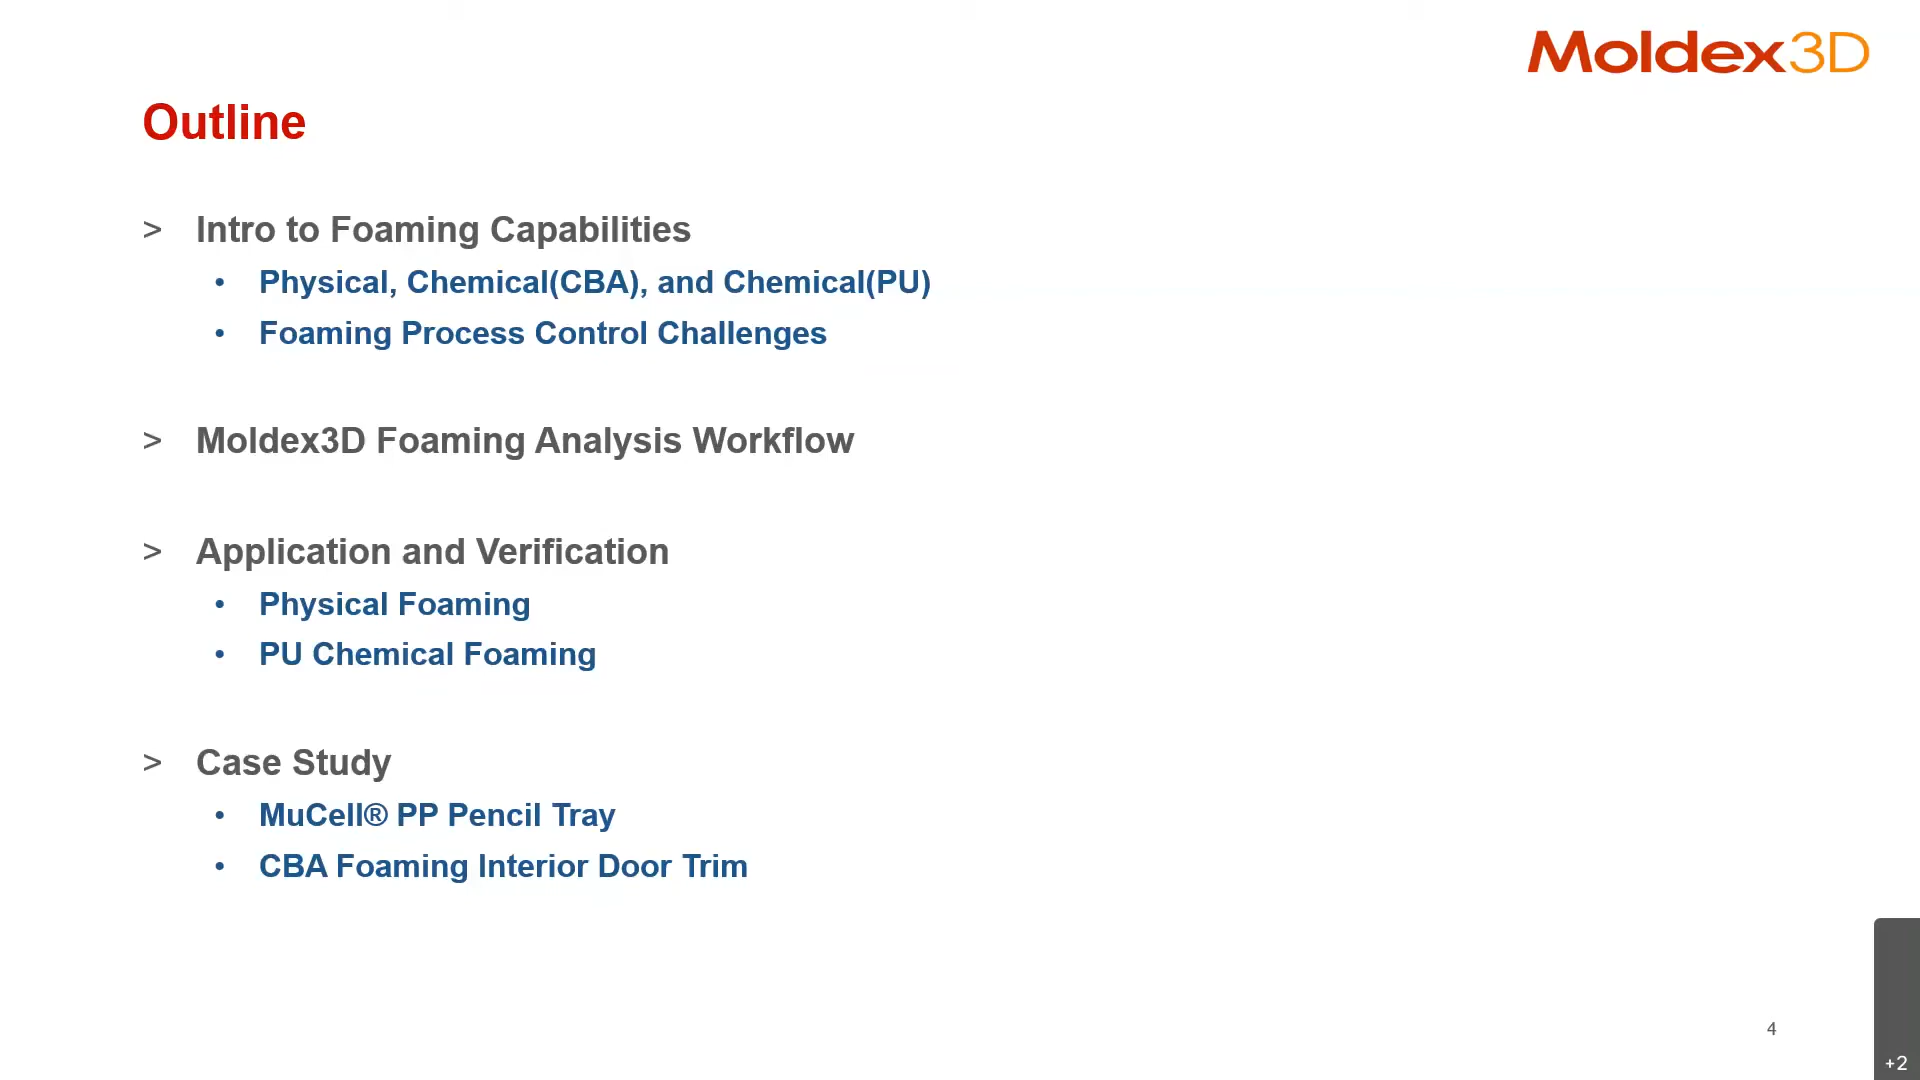 Moldex3D
Outline
> Intro to Foaming Capabilities
• Physical, Chemical(CBA), and Chemical(PU)
• Foaming Process Control Challenges
> Moldex3D Foaming Analysis Workflow
> Application and Verification
• Physical Foaming
• PU Chemical Foaming
> Case Study
• MuCell® PP Pencil Tray
• CBA Foaming Interior Door Trim
4
+2